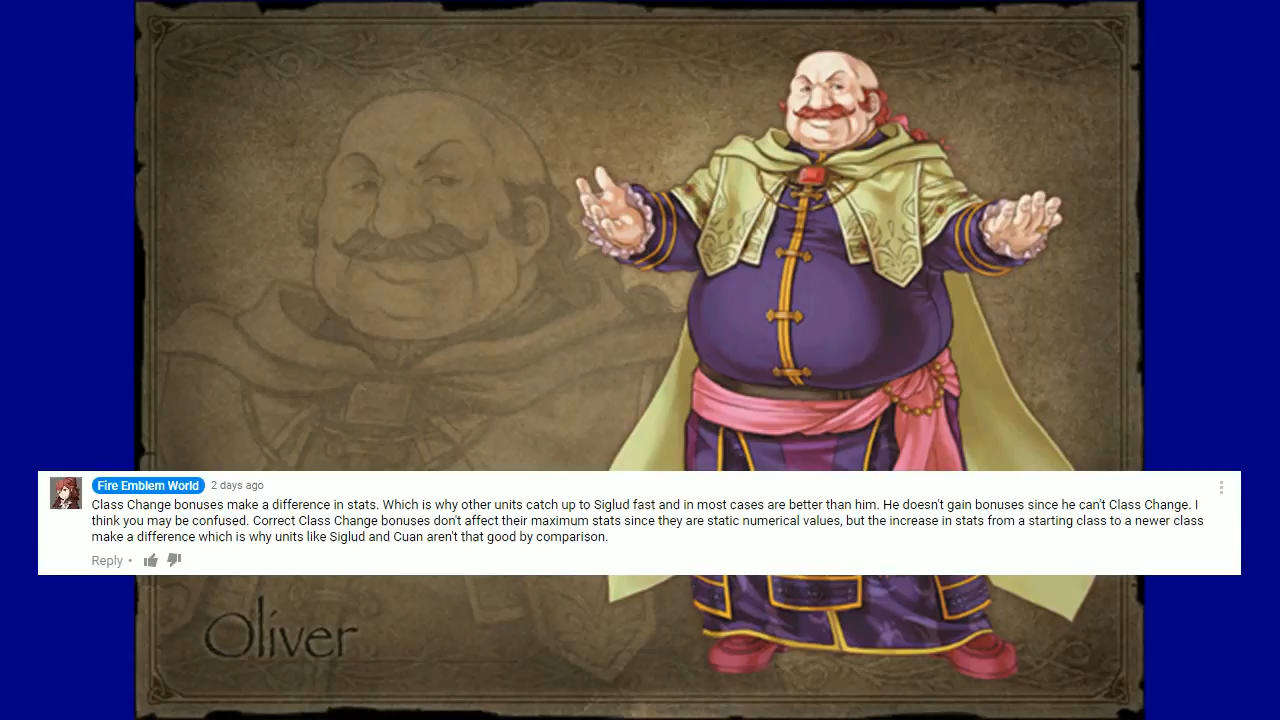 Fire Emblem World 2 days ago
Class Change bonuses make a difference in stats. Which is why other units catch up to Siglud fast and in most cases are better than him. He doesn't gain bonuses since he can't Class Change. I
think you may be confused. Correct Class Change bonuses don't affect their maximum stats since they are static numerical values, but the increase in stats from a starting class to a newer class
make a difference which is why units like Siglud and Cuan aren't that good by comparison.
Reply •
Oliver